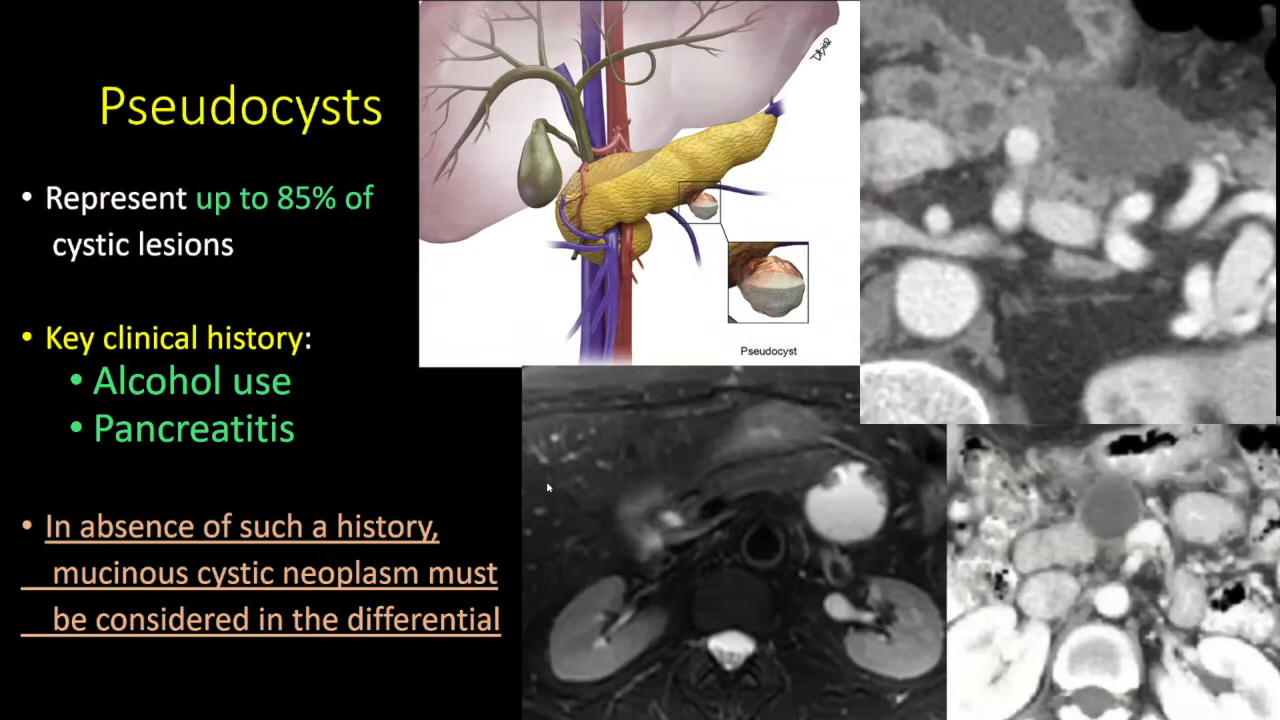 Pseudocysts
• Represent up to 85% of
cystic lesions
• Key clinical history:
• Alcohol use
• Pancreatitis
• In absence of such a history,
mucinous cystic neoplasm must
be considered in the differential
Pseudocyst